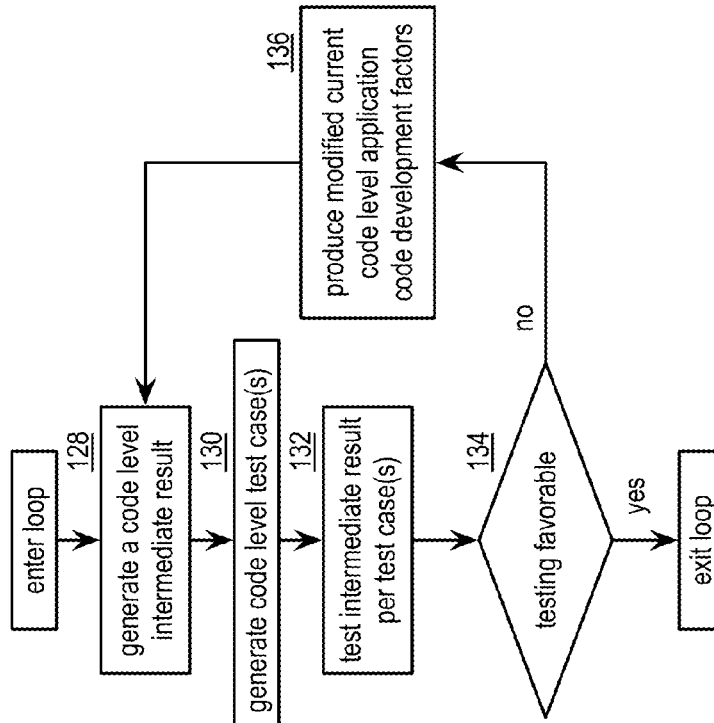 enter loop
128
generate a code level
intermediate result
130
generate code level test case(s)
132
test intermediate result
per test case(s)
134
testing favorable
no
yes
exit loop
136
produce modified current
code level application
code development factors